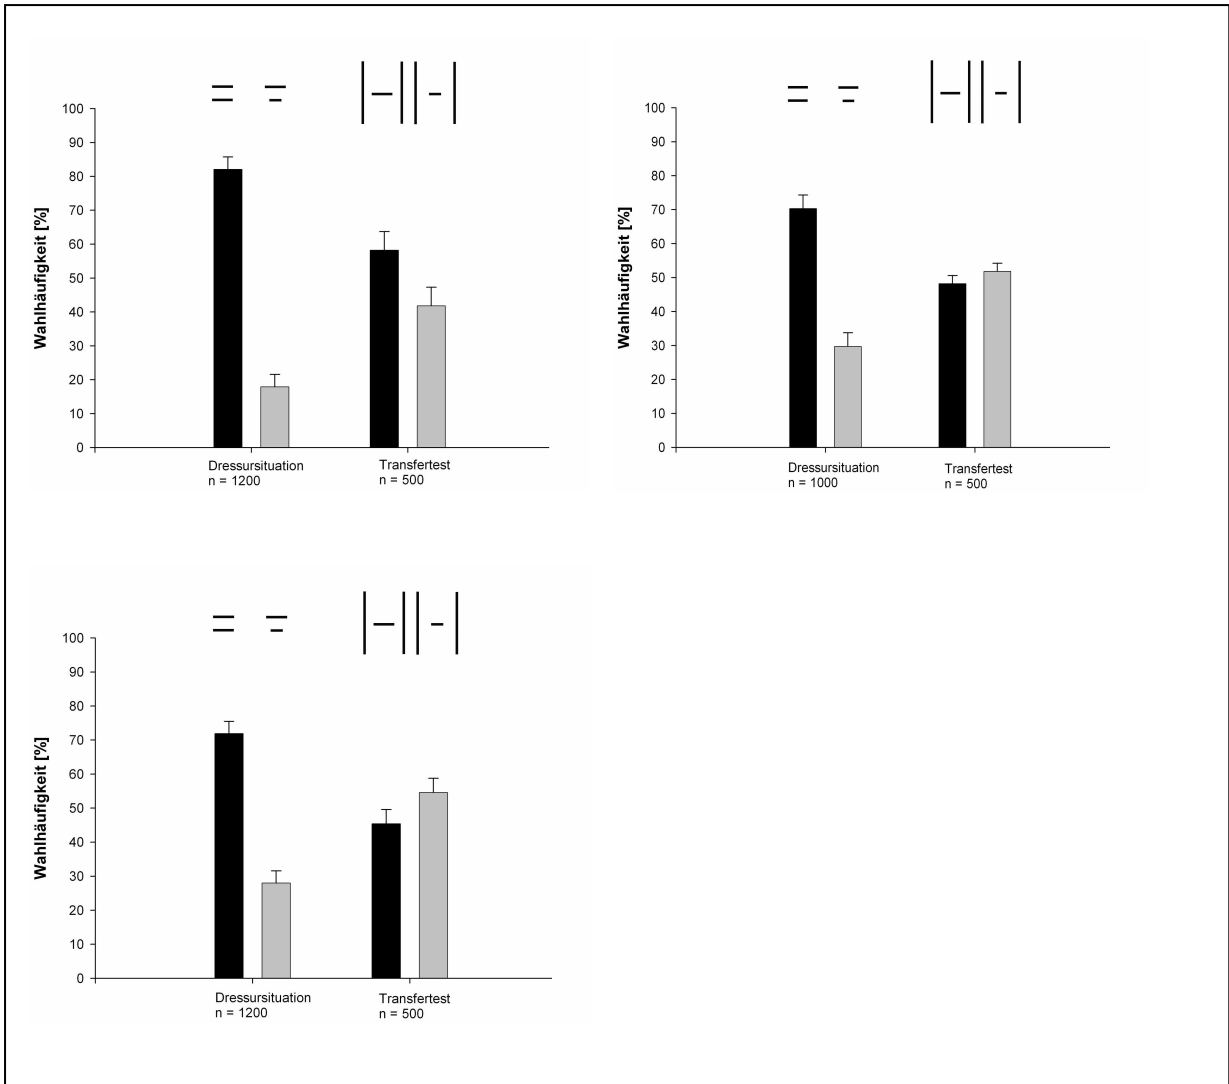 100
90
80
70
60
50
40
30
20
10
0
Wahlhäufigkeit [%]
Dressursituation
n = 1200
Transfertest
n = 500
100
90
80
70
60
50
40
30
20
10
0
Wahlhäufigkeit [%]
Dressursituation
n = 1000
Transfertest
n = 500
100
90
80
70
60
50
40
30
20
10
0
Wahlhäufigkeit [%]
Dressursituation
n = 1200
Transfertest
n = 500